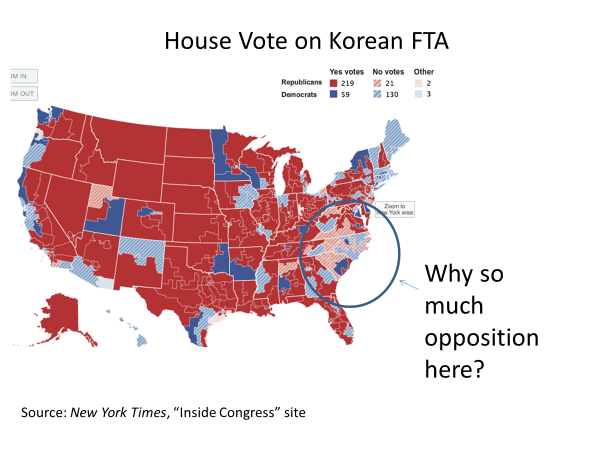 House Vote on Korean FTA
OM IN
OM OUT
Yes votes No votes Other
Republicans 219 21 2
Democrats 59 130 3
Zoom to
New York area
Why so
much
opposition
here?
Source: New York Times, “Inside Congress” site